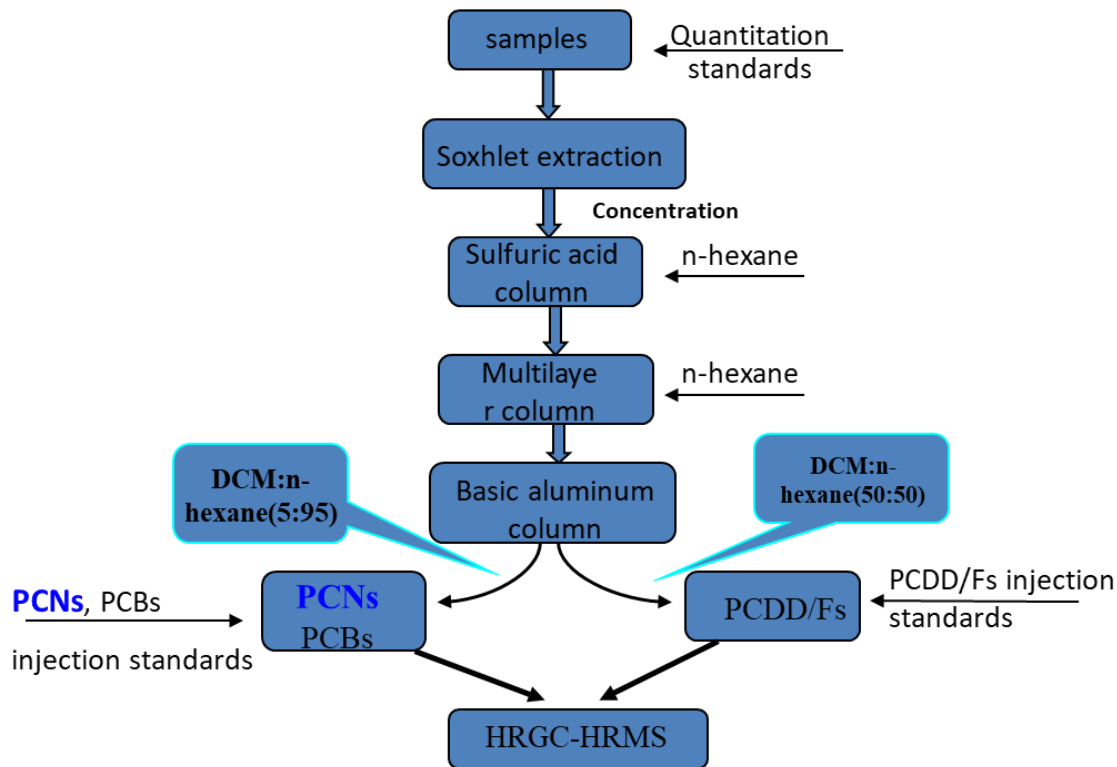 samples
Quantitation
standards
Soxhlet extraction
Concentration
Sulfuric acid
column
n-hexane
Multilaye
r column
n-hexane
DCM:n-
hexane(5:95)
Basic aluminum
column
DCM:n-
hexane(50:50)
PCNs, PCBs
injection standards
PCNs
PCBs
PCDD/Fs
PCDD/Fs injection
standards
HRGC-HRMS